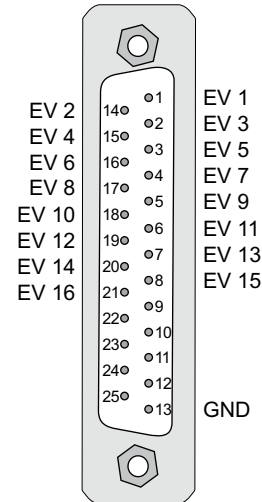 EV 2
EV 4
EV 6
EV 8
EV 10
EV 12
EV 14
EV 16
14
15
16
17
18
19
20
21
22
23
24
25
1
2
3
4
5
6
7
8
9
10
11
12
13
EV 1
EV 3
EV 5
EV 7
EV 9
EV 11
EV 13
EV 15
GND